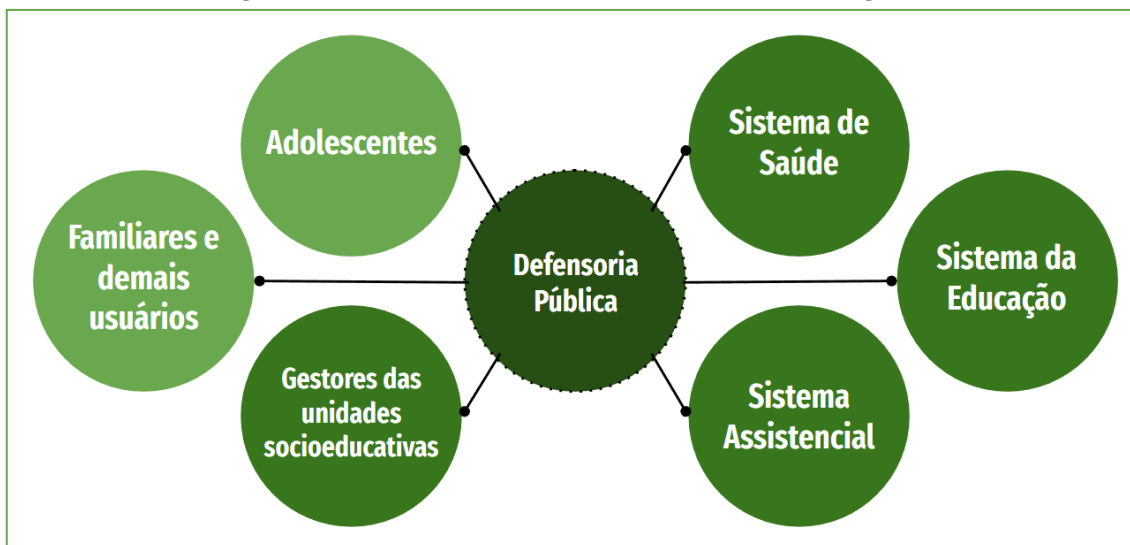 Adolescentes
Sistema de
Saúde
Familiares e
demais
usuários
Defensoria
Pública
Sistema da
Educação
Gestores das
unidades
socioeducativas
Sistema
Assistencial